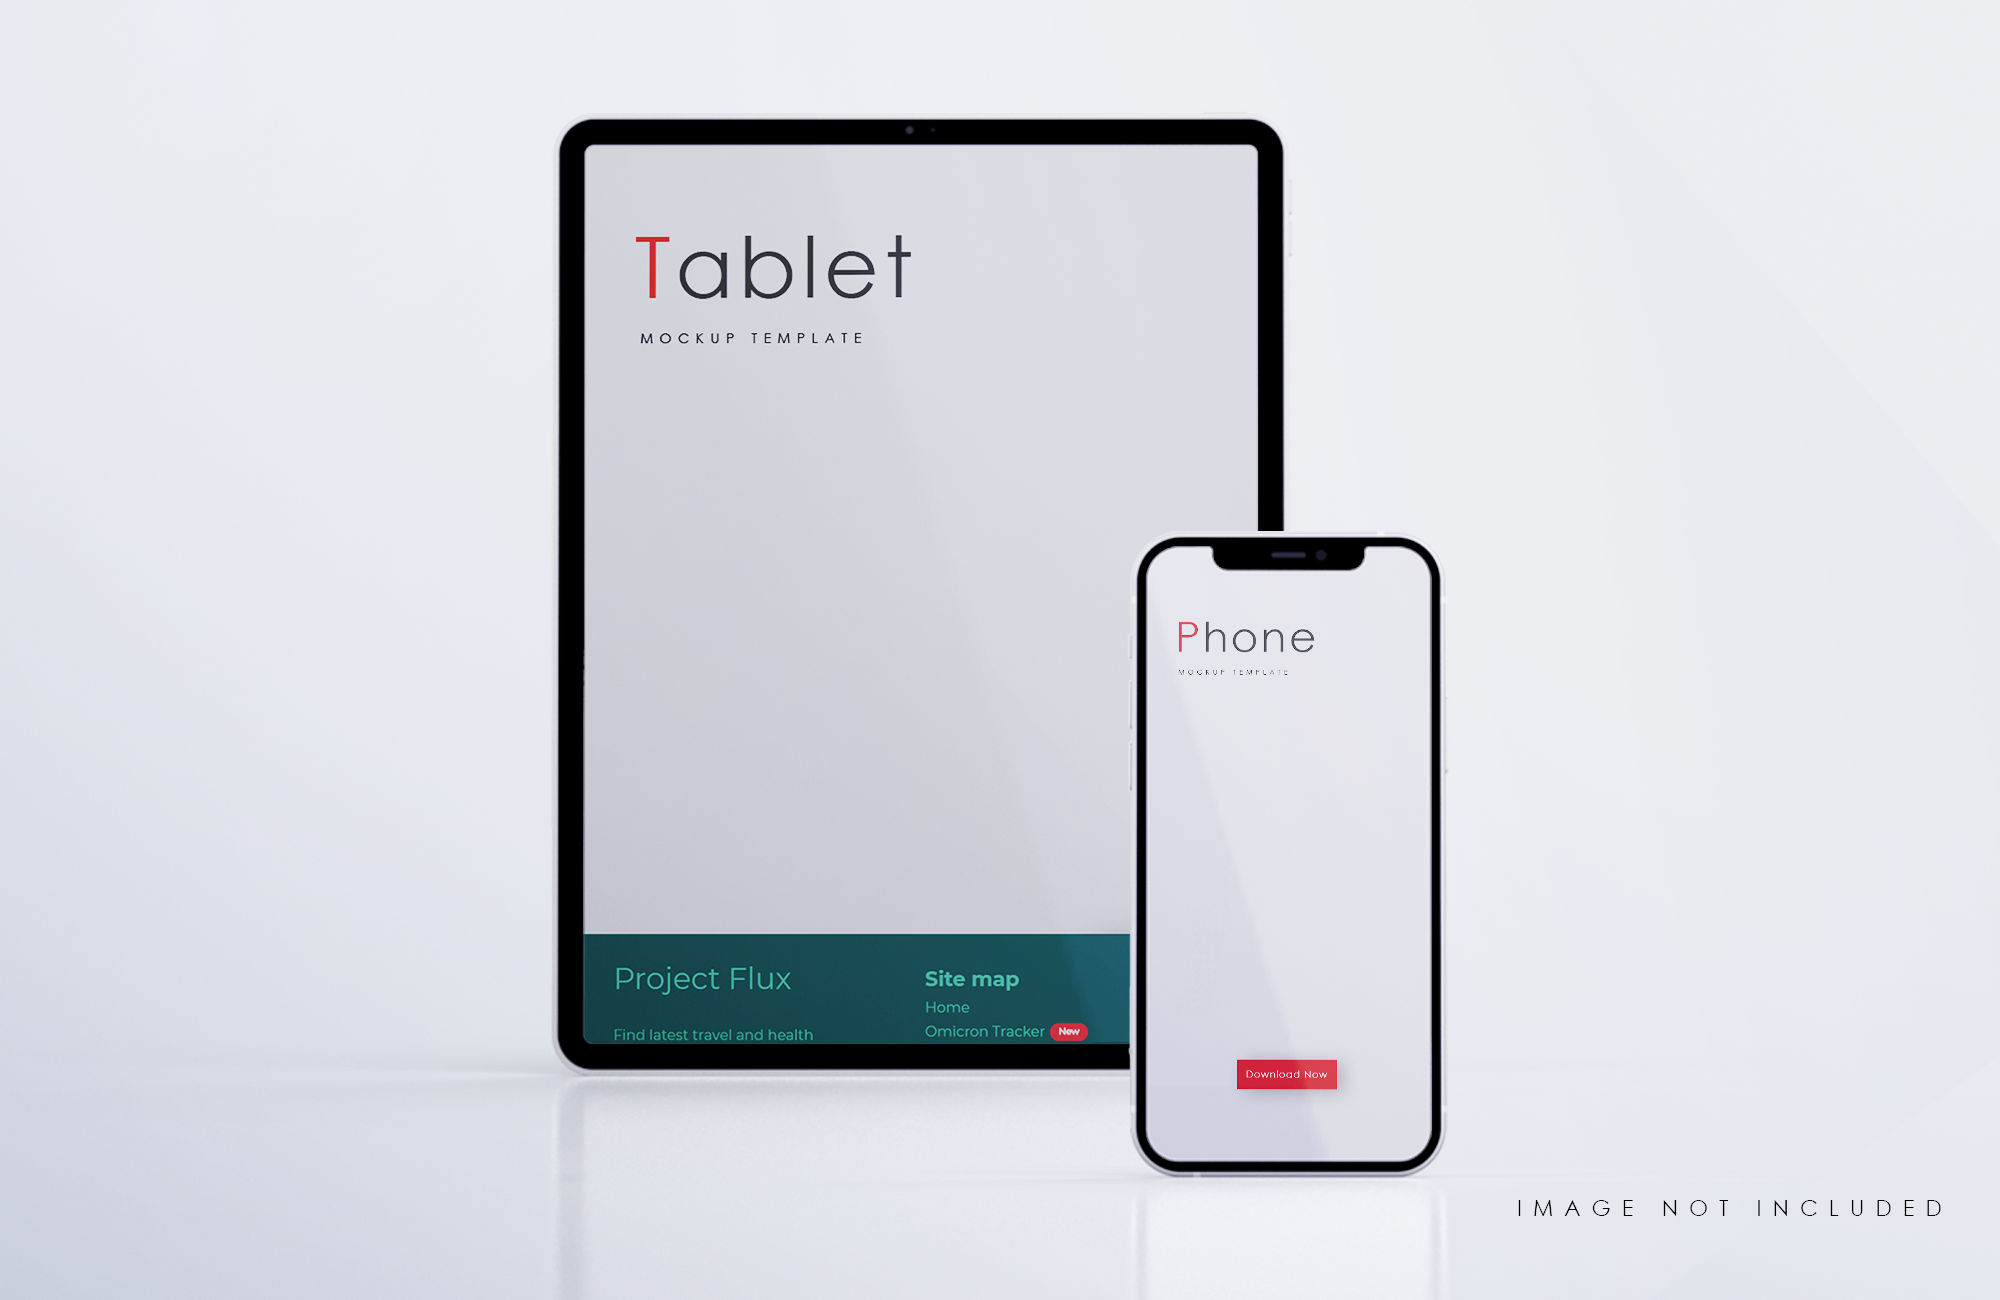 Tablet
MOCKUP TEMPLATE
Phone
MOCKUP TEMPLATE
Project Flux
Find latest travel and health
Site map
Home
Omicron Tracker New
Download Now
IMAGE NOT INCLUDED